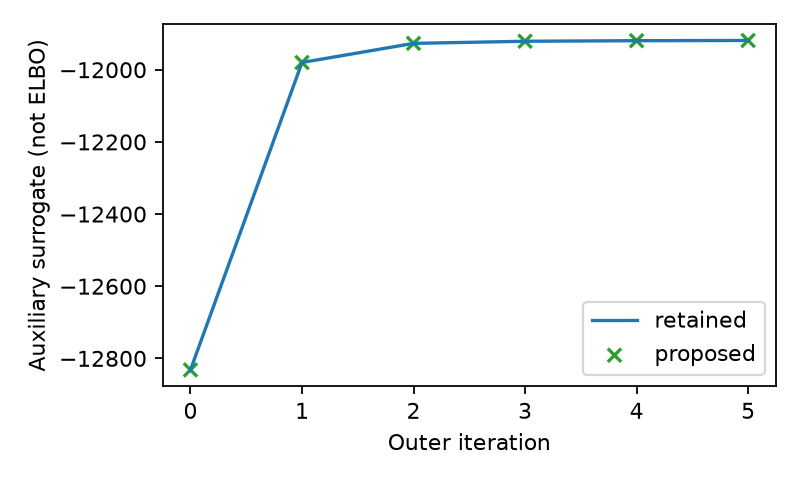 Auxiliary surrogate (not ELBO)
−12000
−12200
−12400
−12600
−12800
retained
proposed
0 1 2 3 4 5
Outer iteration